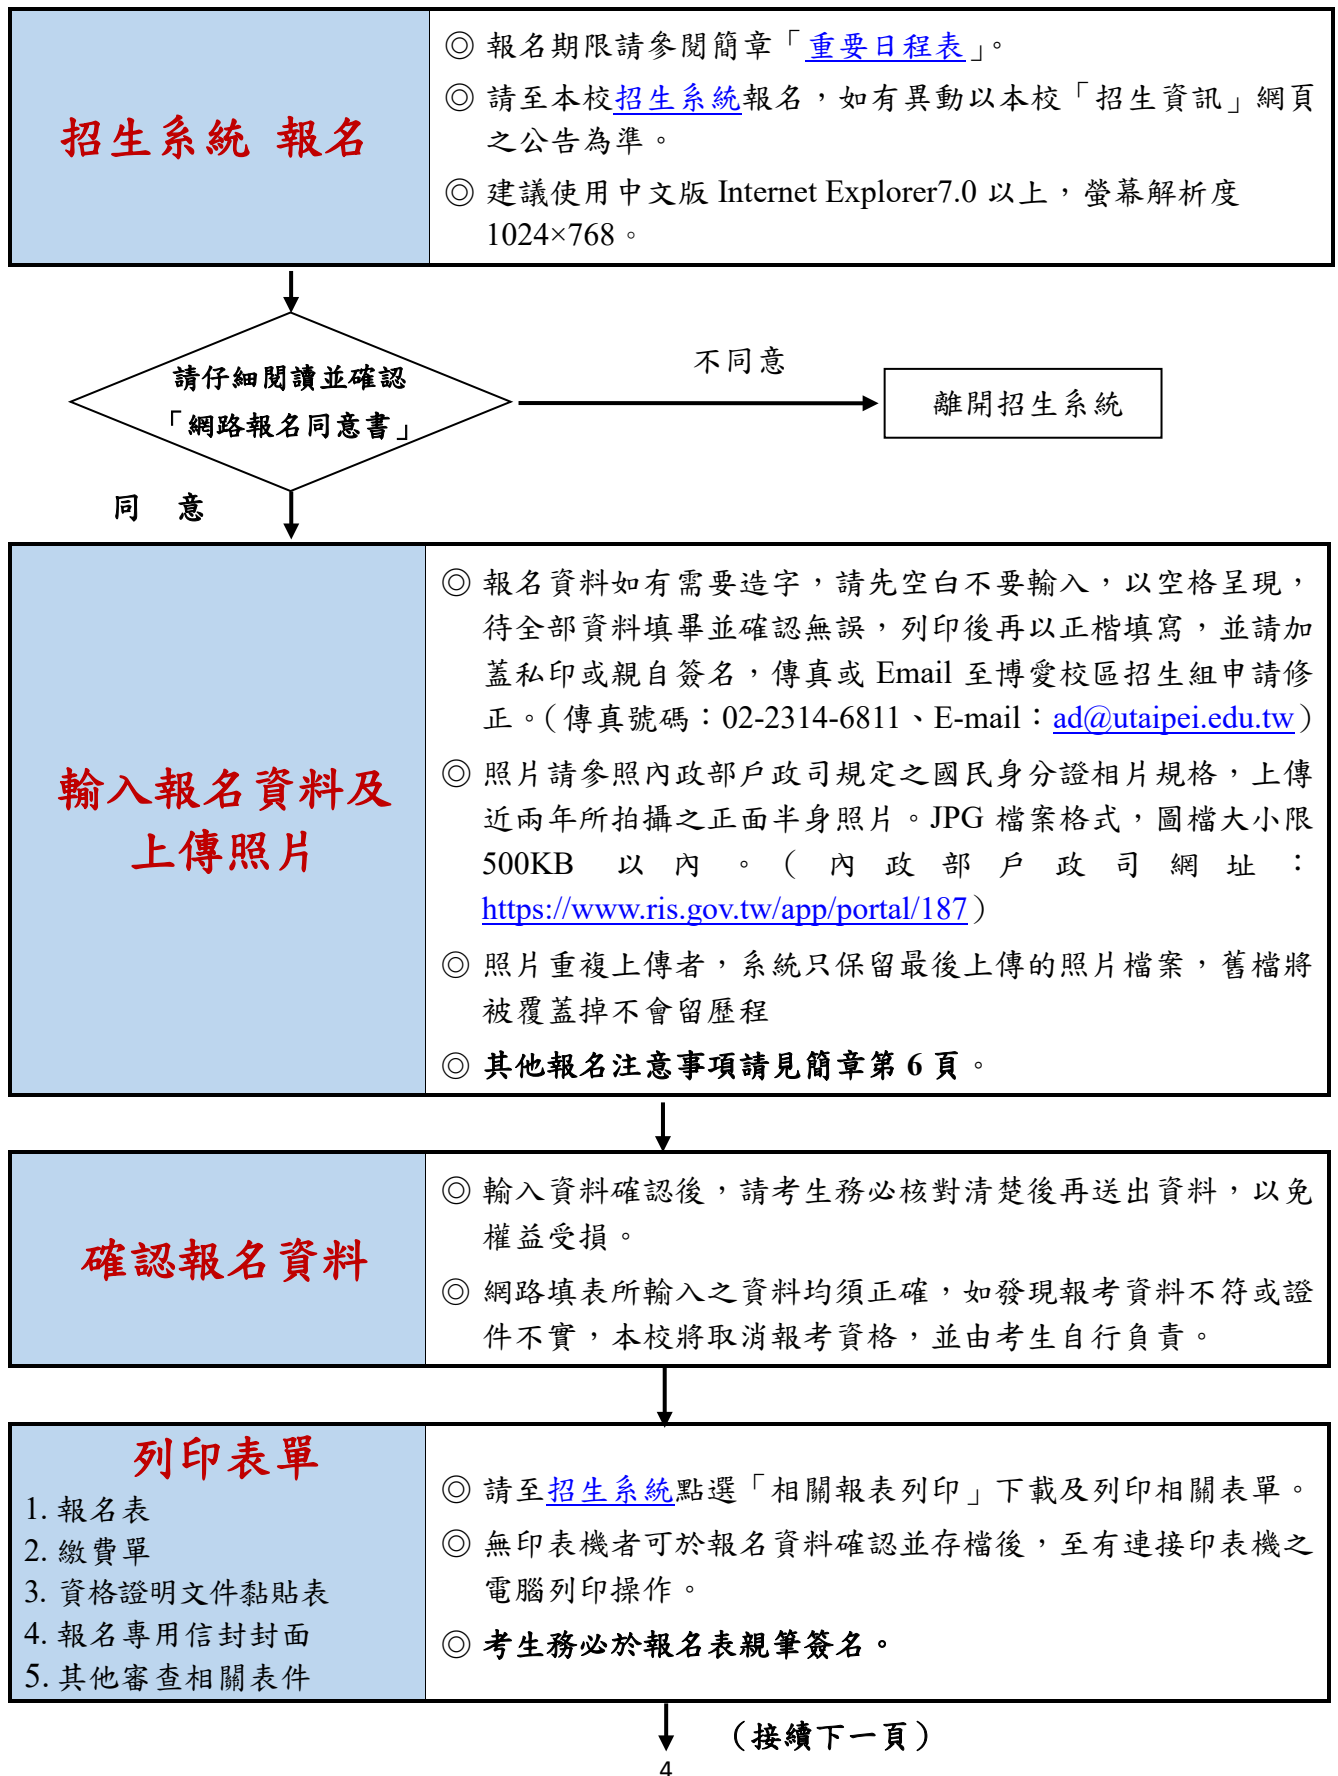 招生系統 報名
◎ 報名期限請參閱簡章「重要日程表」。
◎ 請至本校招生系統報名，如有異動以本校「招生資訊」網頁
之公告為準。
◎ 建議使用中文版 Internet Explorer7.0 以上，螢幕解析度
1024×768。
請仔細閱讀並確認
「網路報名同意書」
不同意
離開招生系統
同 意
輸入報名資料及
上傳照片
◎ 報名資料如有需要造字，請先空白不要輸入，以空格呈現，
待全部資料填畢並確認無誤，列印後再以正楷填寫，並請加
蓋私印或親自簽名，傳真或 Email 至博愛校區招生組申請修
正。（傳真號碼：02-2314-6811、E-mail：ad@utaipei.edu.tw）
◎ 照片請參照內政部戶政司規定之國民身分證相片規格，上傳
近兩年所拍攝之正面半身照片。JPG 檔案格式，圖檔大小限
500KB 以內。（內政部戶政司網址：
https://www.ris.gov.tw/app/portal/187）
◎ 照片重複上傳者，系統只保留最後上傳的照片檔案，舊檔將
被覆蓋掉不會留歷程
◎ 其他報名注意事項請見簡章第 6 頁。
確認報名資料
◎ 輸入資料確認後，請考生務必核對清楚後再送出資料，以免
權益受損。
◎ 網路填表所輸入之資料均須正確，如發現報考資料不符或證
件不實，本校將取消報考資格，並由考生自行負責。
列印表單
1. 報名表
2. 繳費單
3. 資格證明文件黏貼表
4. 報名專用信封封面
5. 其他審查相關表件
◎ 請至招生系統點選「相關報表列印」下載及列印相關表單。
◎ 無印表機者可於報名資料確認並存檔後，至有連接印表機之
電腦列印操作。
◎ 考生務必於報名表親筆簽名。
（接續下一頁）
4